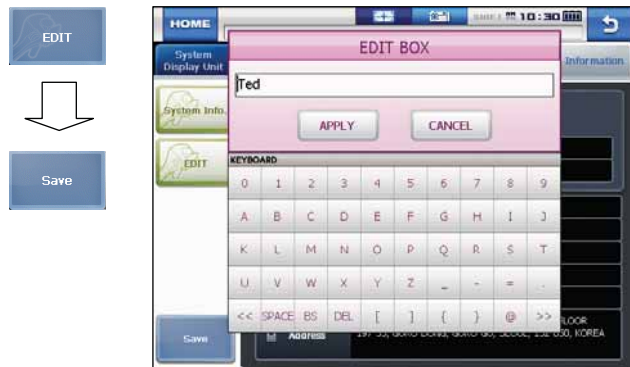 EDIT
Save
HOME
10:30
System
Display Unit
Information
EDIT BOX
Ted
APPLY
CANCEL
System Info.
EDIT
KEYBOARD
0 1 2 3 4 5 6 7 8 9
A B C D E F G H I J
K L M N O P Q R S T
U V W X Y Z _ - = .
<< SPACE BS DEL [ ] { } @ >>
Save
Address
KOREA